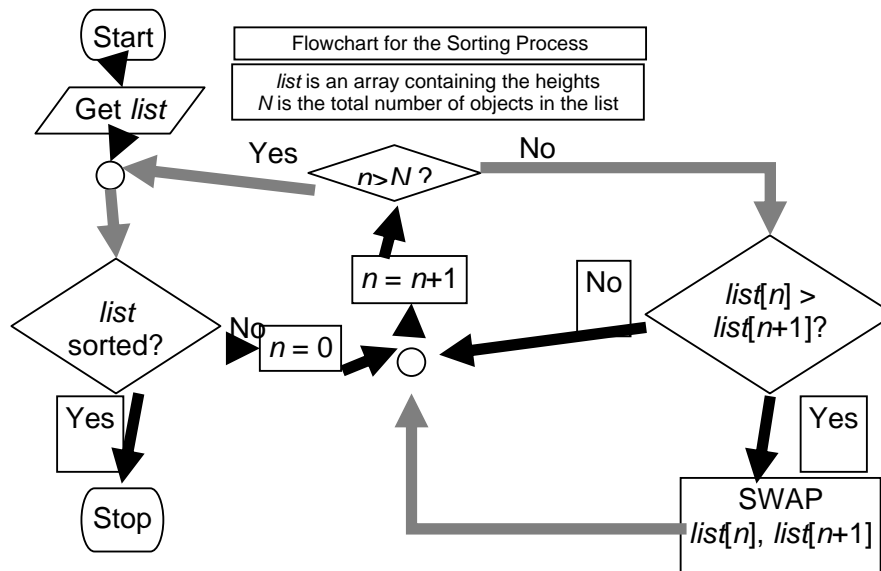 Start
Flowchart for the Sorting Process
list is an array containing the heights
N is the total number of objects in the list
Get list
Yes
n>N ?
No
n = n+1
No
list[n] >
list[n+1]?
list
sorted?
No
n = 0
Yes
Yes
Stop
SWAP
list[n], list[n+1]